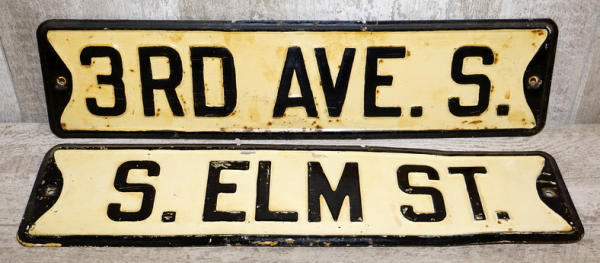 3RD AVE. S.
S. ELM ST.